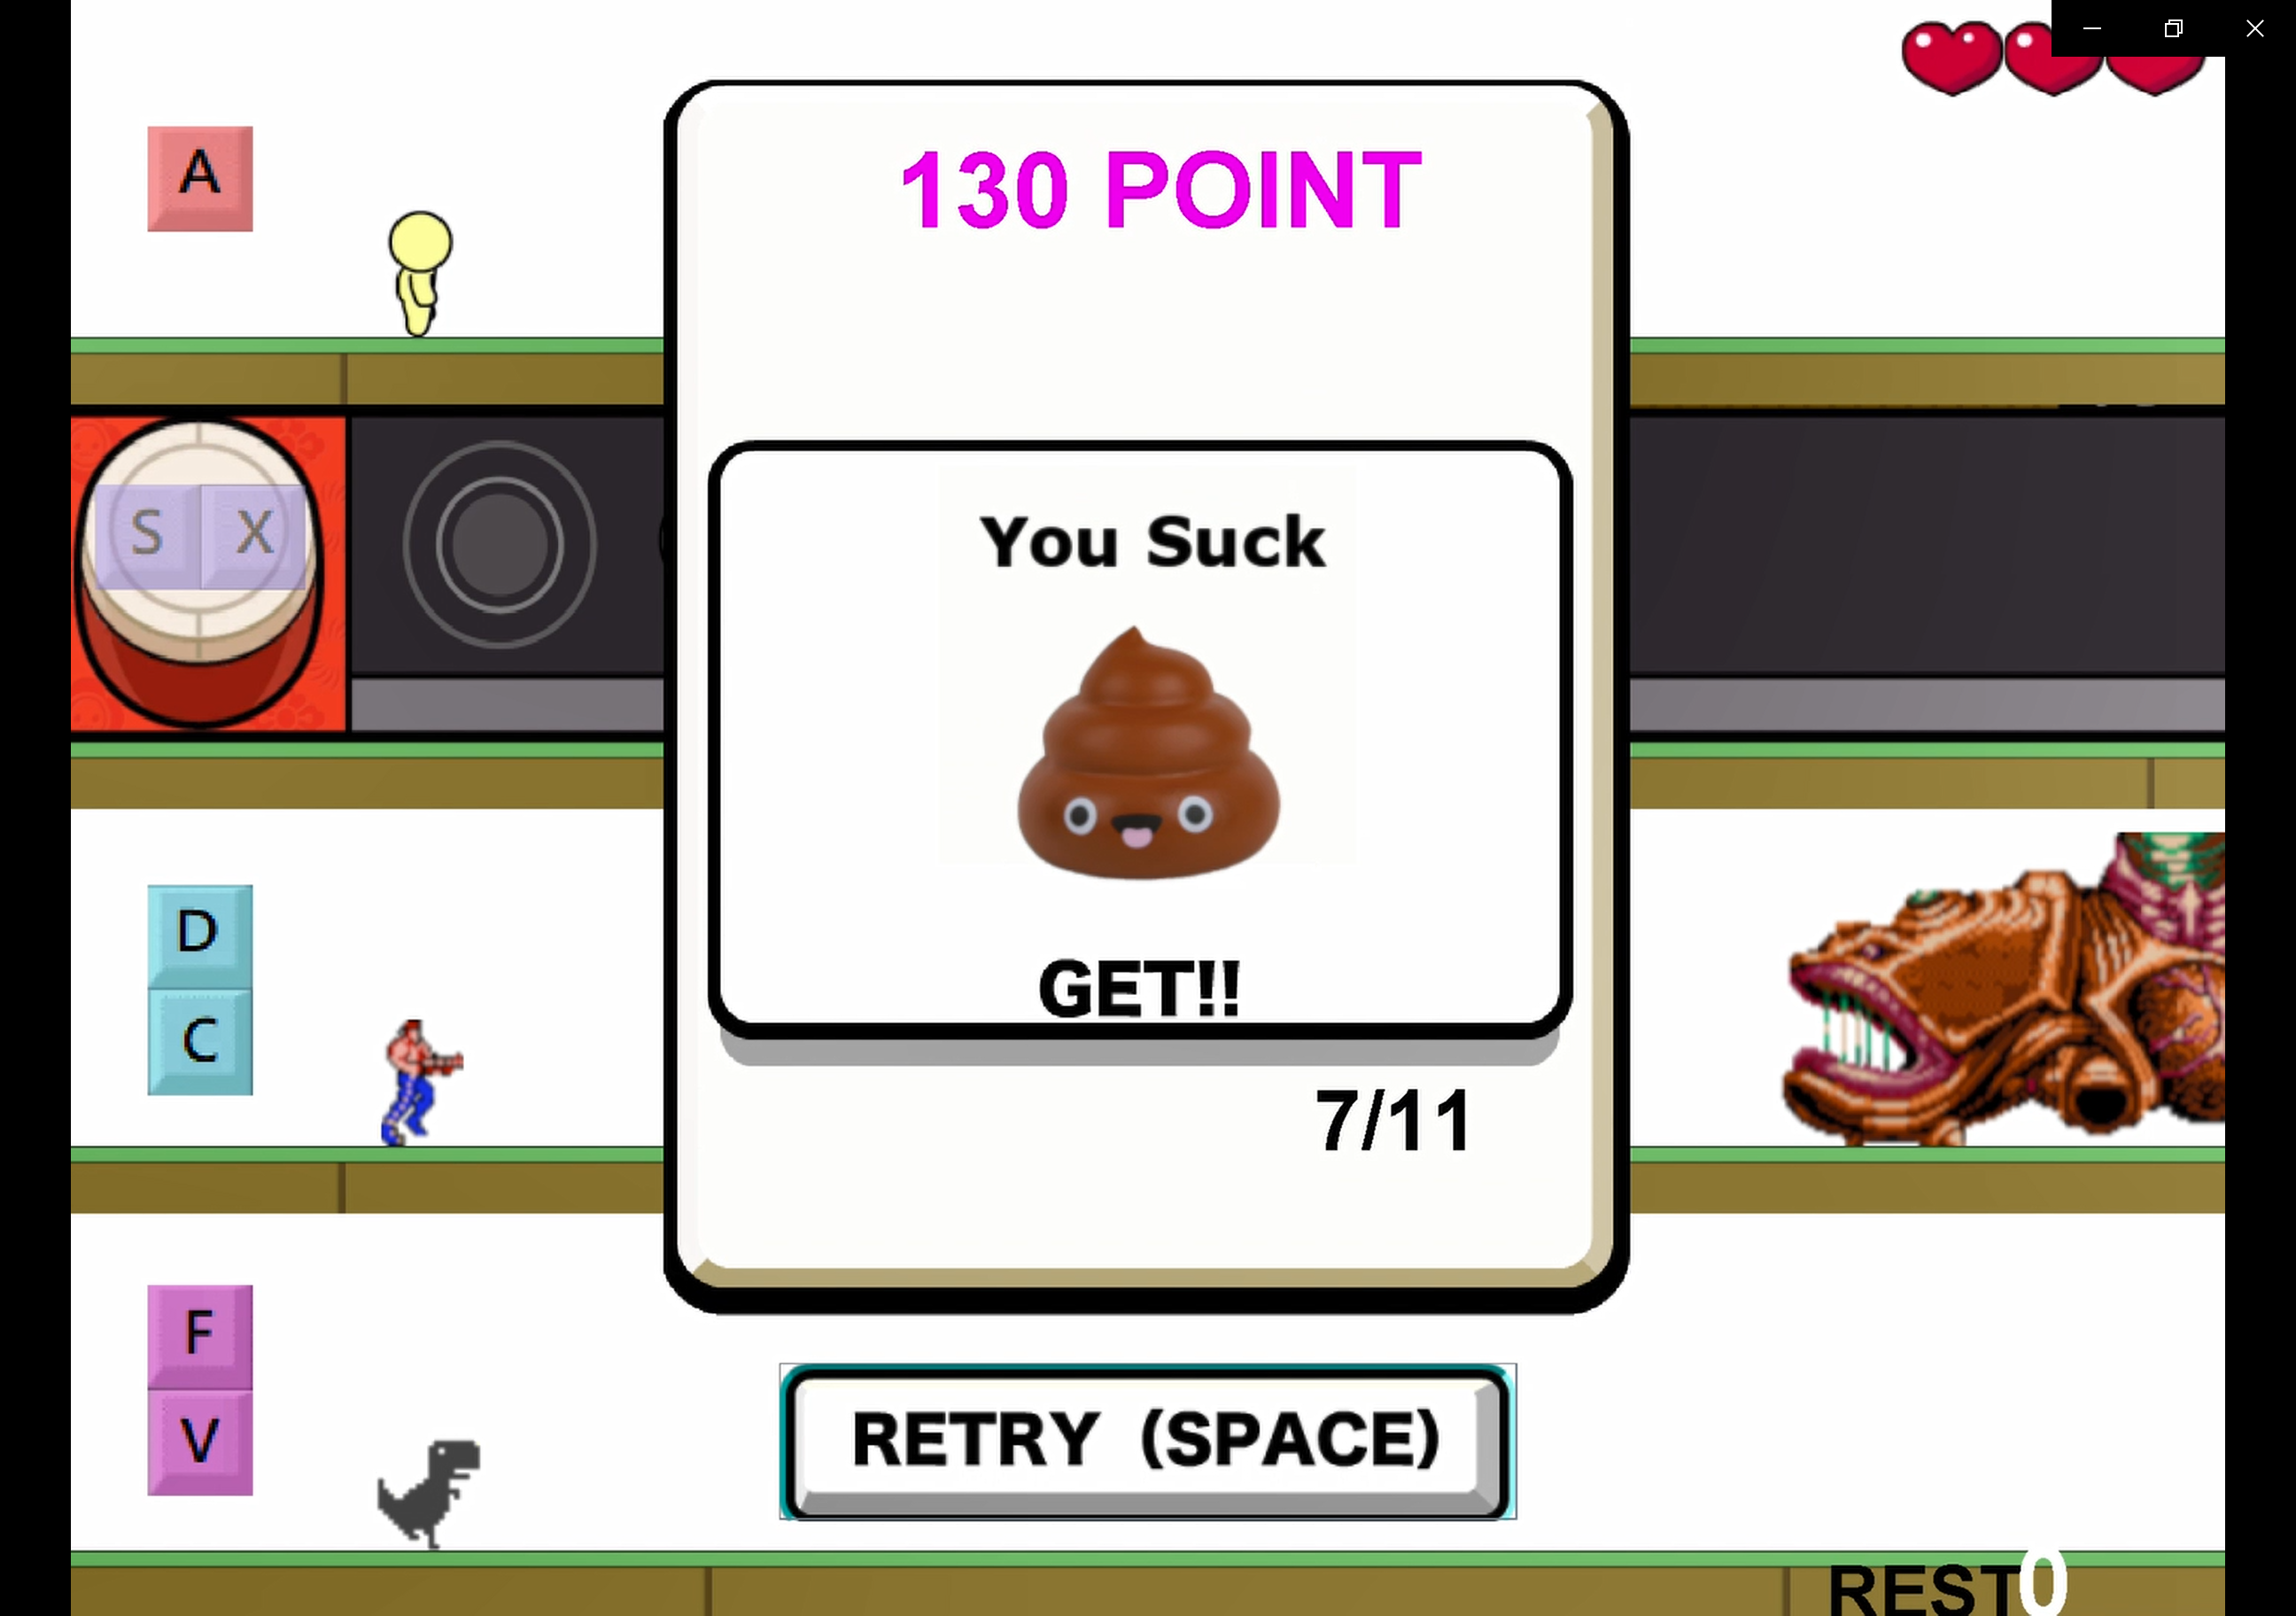 A
130 POINT
S X
You Suck
D
C
GET!!
7/11
F
V
RETRY (SPACE)
REST0